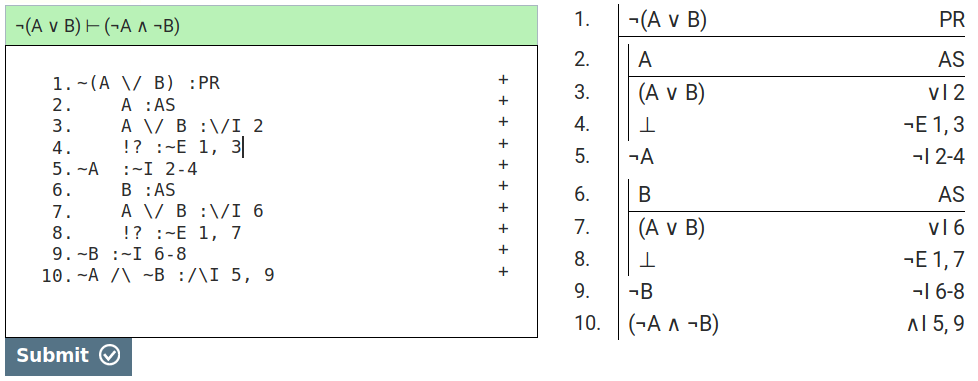 ¬(A ∨ B) ⊢ (¬A ∧ ¬B)
1. ~(A \/ B) :PR +
2. A :AS +
3. A \/ B :\/I 2 +
4. !? :~E 1, 3 +
5. ~A :~I 2-4 +
6. B :AS +
7. A \/ B :\/I 6 +
8. !? :~E 1, 7 +
9. ~B :~I 6-8 +
10. ~A /\ ~B :/\I 5, 9 +
Submit
1. ¬(A ∨ B) PR
2. A AS
3. (A ∨ B) ∨I 2
4. ⊥ ¬E 1, 3
5. ¬A ¬I 2-4
6. B AS
7. (A ∨ B) ∨I 6
8. ⊥ ¬E 1, 7
9. ¬B ¬I 6-8
10. (¬A ∧ ¬B) ∧I 5, 9